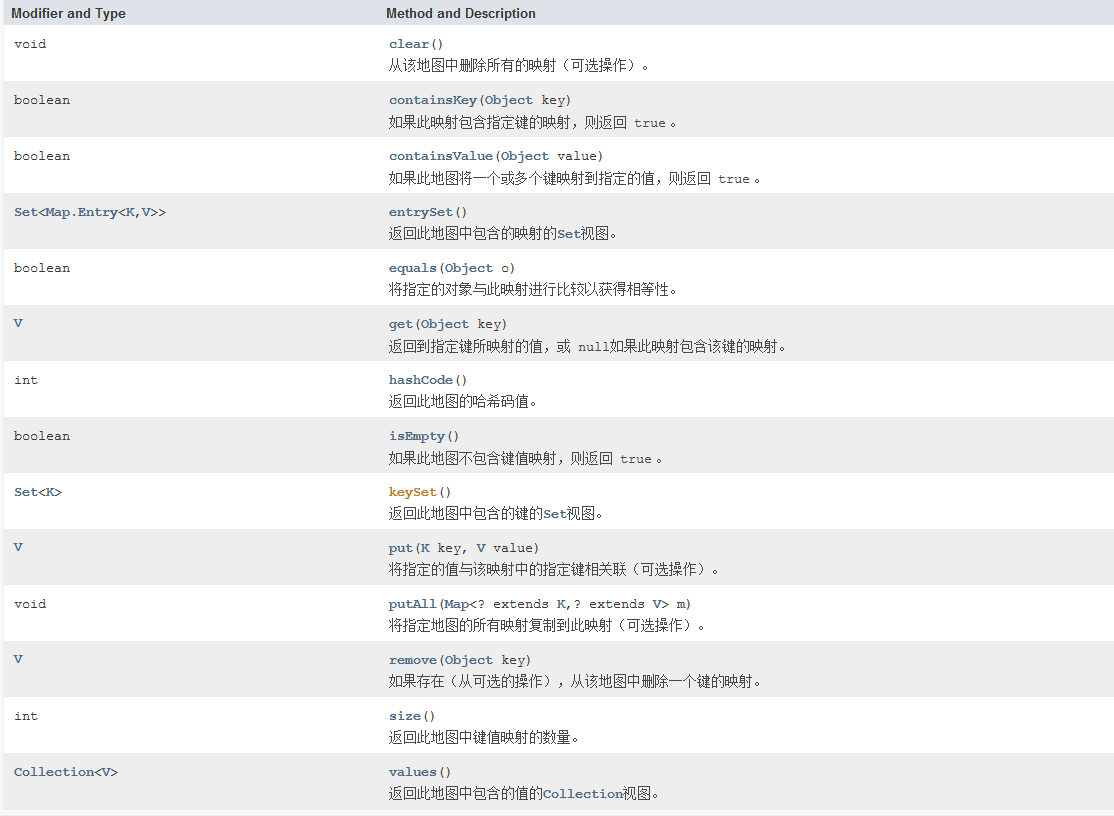 Modifier and Type Method and Description
void clear()
从该地图中删除所有的映射（可选操作）。
boolean containsKey(Object key)
如果此映射包含指定键的映射，则返回 true 。
boolean containsValue(Object value)
如果此地图将一个或多个键映射到指定的值，则返回 true 。
Set<Map.Entry<K,V>> entrySet()
返回此地图中包含的映射的Set视图。
boolean equals(Object o)
将指定的对象与此映射进行比较以获得相等性。
V get(Object key)
返回到指定键所映射的值，或 null如果此映射包含该键的映射。
int hashCode()
返回此地图的哈希码值。
boolean isEmpty()
如果此地图不包含键值映射，则返回 true 。
Set<K> keySet()
返回此地图中包含的键的Set视图。
V put(K key, V value)
将指定的值与该映射中的指定键相关联（可选操作）。
void putAll(Map<? extends K,? extends V> m)
将指定地图的所有映射复制到此映射（可选操作）。
V remove(Object key)
如果存在（从可选的操作），从该地图中删除一个键的映射。
int size()
返回此地图中键值映射的数量。
Collection<V> values()
返回此地图中包含的值的Collection视图。